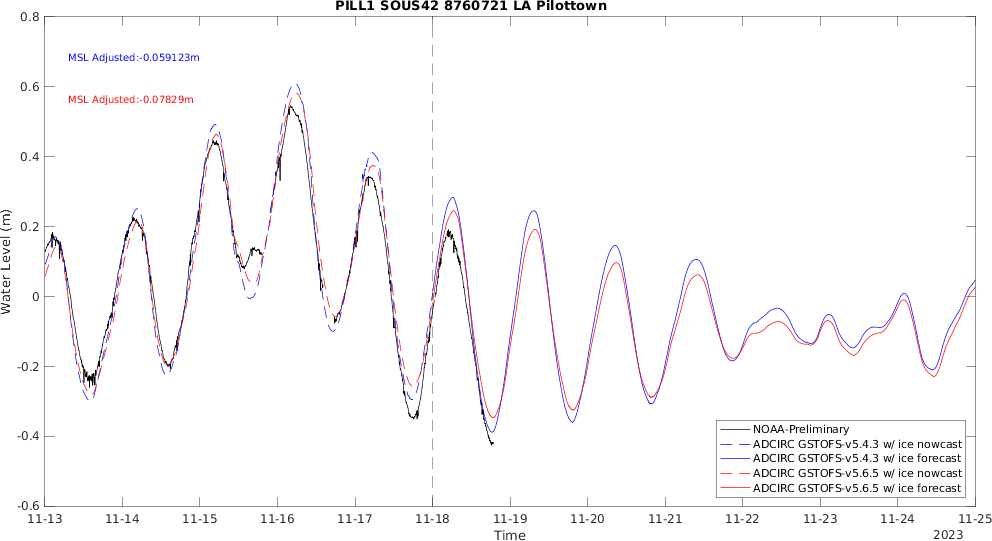 PILL1 SOUS42 8760721 LA Pilottown
0.8
MSL Adjusted:-0.059123m
0.6
MSL Adjusted:-0.07829m
0.4
0.2
Water Level (m)
0
-0.2
-0.4
-0.6
NOAA-Preliminary
ADCIRC GSTOFS-v5.4.3 w/ ice nowcast
ADCIRC GSTOFS-v5.4.3 w/ ice forecast
ADCIRC GSTOFS-v5.6.5 w/ ice nowcast
ADCIRC GSTOFS-v5.6.5 w/ ice forecast
11-13 11-14 11-15 11-16 11-17 11-18 11-19 11-20 11-21 11-22 11-23 11-24 11-25
Time 2023